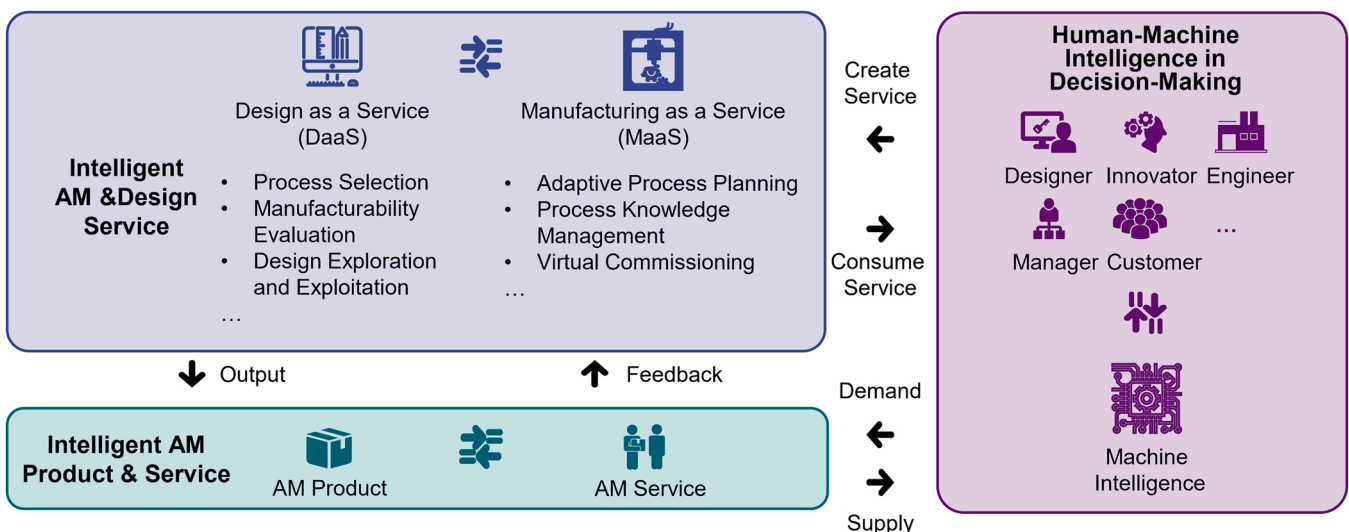 Intelligent
AM &Design
Service
Design as a Service
(DaaS)
• Process Selection
• Manufacturability
Evaluation
• Design Exploration
and Exploitation
…
Manufacturing as a Service
(MaaS)
• Adaptive Process Planning
• Process Knowledge
Management
• Virtual Commissioning
…
Create
Service
Consume
Service
Human-Machine
Intelligence in
Decision-Making
Designer Innovator Engineer
Manager Customer …
Machine
Intelligence
Output
Feedback
Intelligent AM
Product & Service
AM Product
AM Service
Demand
Supply